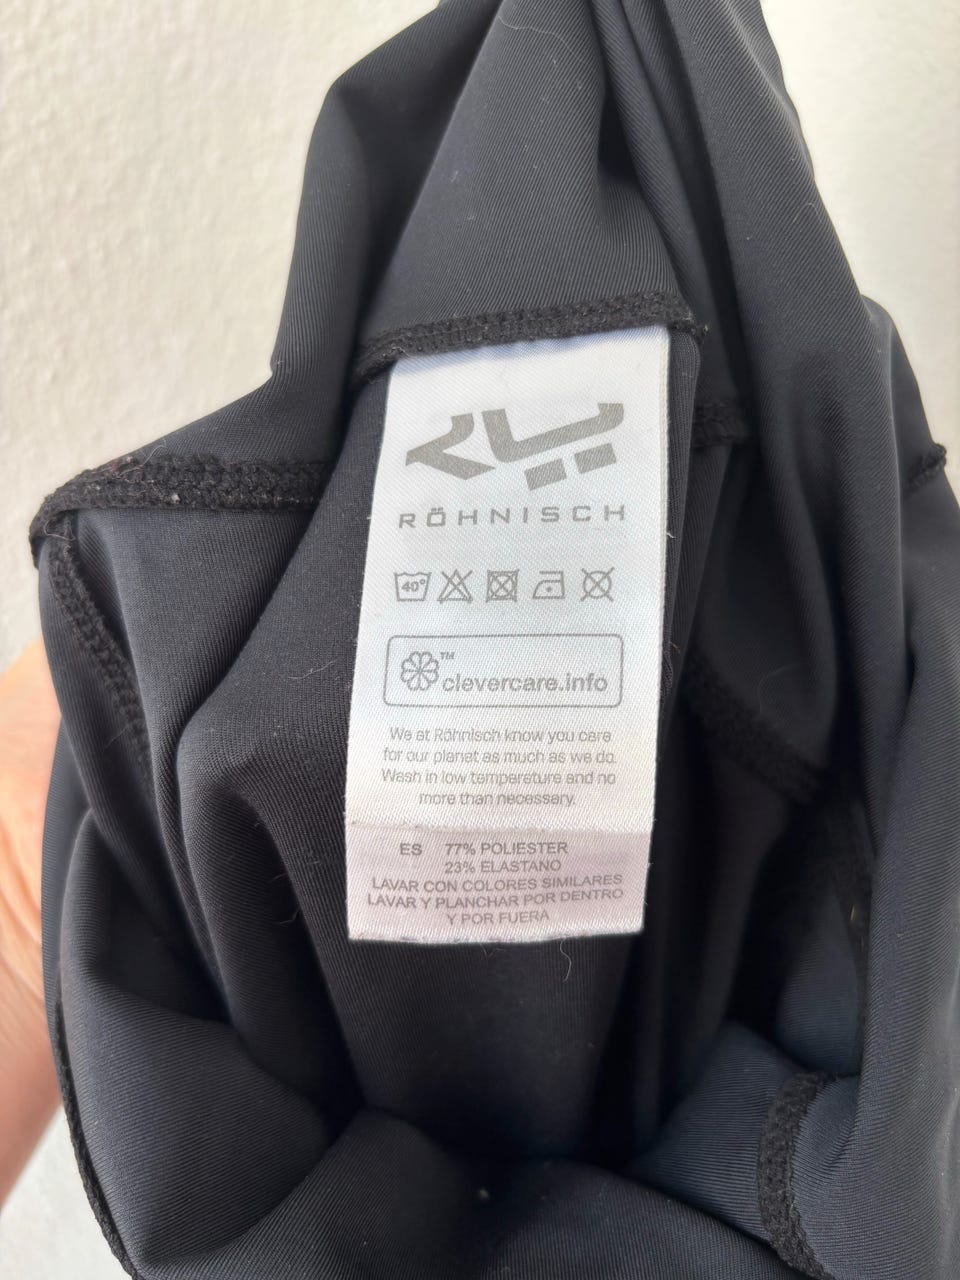 RÖHNISCH
40°
TM
clevercare.info
We at Röhnisch know you care
for our planet as much as we do.
Wash in low temperature and no
more than necessary.
ES 77% POLIESTER
23% ELASTANO
LAVAR CON COLORES SIMILARES
LAVAR Y PLANCHAR POR DENTRO
Y POR FUERA